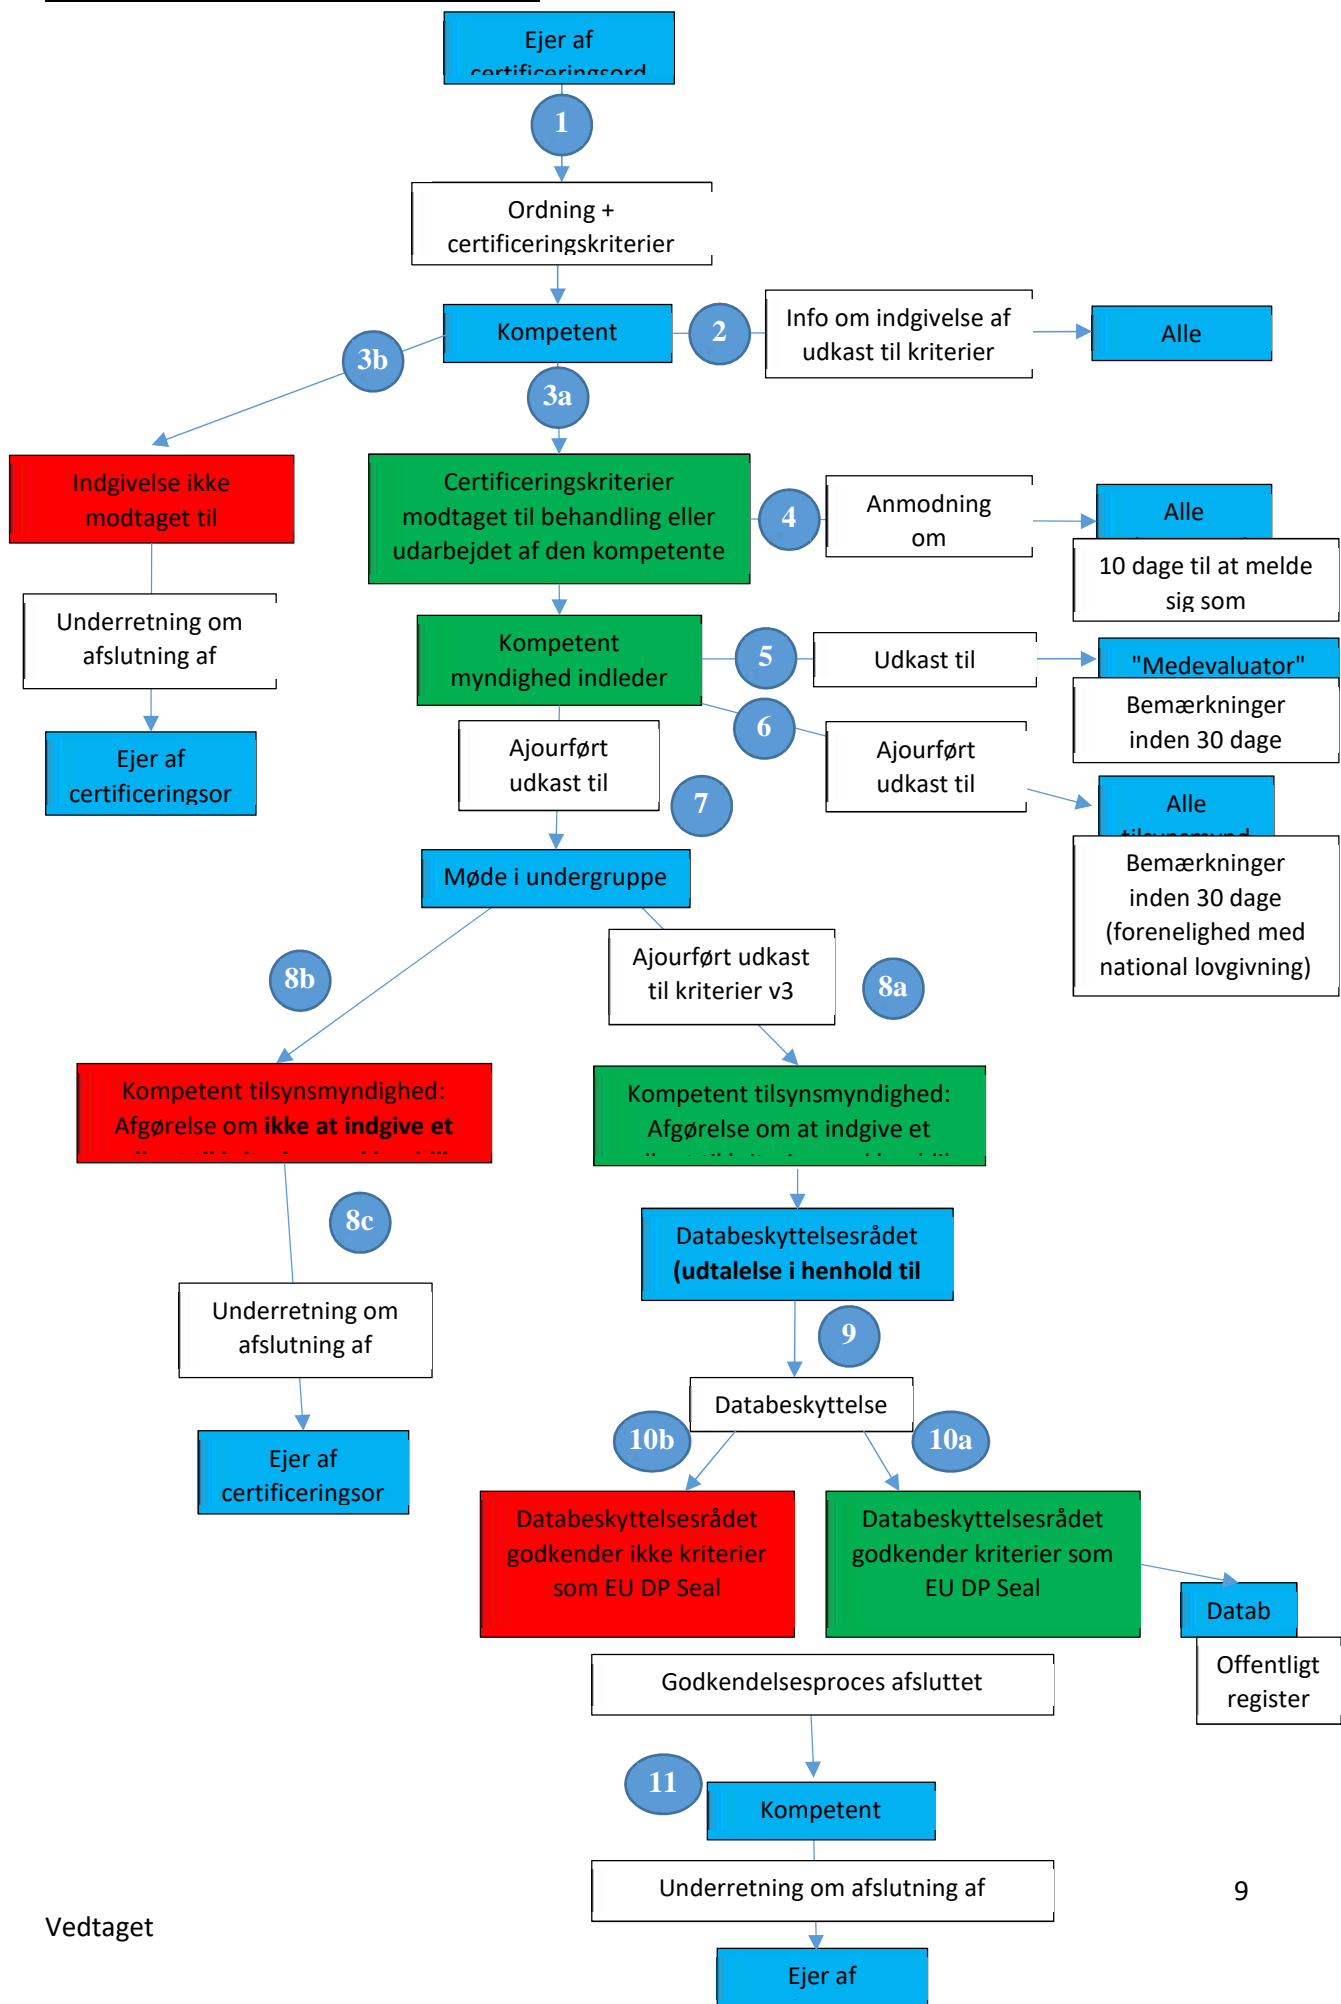 Ejer af
certificeringsord
1
Ordning +
certificeringskriterier
Kompetent
2
Info om indgivelse af
udkast til kriterier
Alle
3b
3a
Indgivelse ikke
modtaget til
Certificeringskriterier
modtaget til behandling eller
udarbejdet af den kompetente
4
Anmodning
om
Alle
10 dage til at melde
sig som
Underretning om
afslutning af
Kompetent
myndighed indleder
5
Udkast til
"Medevaluator"
Bemærkninger
inden 30 dage
6
Ejer af
certificeringsor
Ajourført
udkast til
7
Ajourført
udkast til
Alle
tilsynsmynd
Bemærkninger
inden 30 dage
(forenelighed med
national lovgivning)
Møde i undergruppe
8b
Ajourført udkast
til kriterier v3
8a
Kompetent tilsynsmyndighed:
Afgørelse om ikke at indgive et
Kompetent tilsynsmyndighed:
Afgørelse om at indgive et
8c
Databeskyttelsesrådet
(udtalelse i henhold til
Underretning om
afslutning af
9
Databeskyttelse
10b
10a
Ejer af
certificeringsor
Databeskyttelsesrådet
godkender ikke kriterier
som EU DP Seal
Databeskyttelsesrådet
godkender kriterier som
EU DP Seal
Datab
Offentligt
register
Godkendelsesproces afsluttet
11
Kompetent
Underretning om afslutning af
9
Vedtaget
Ejer af